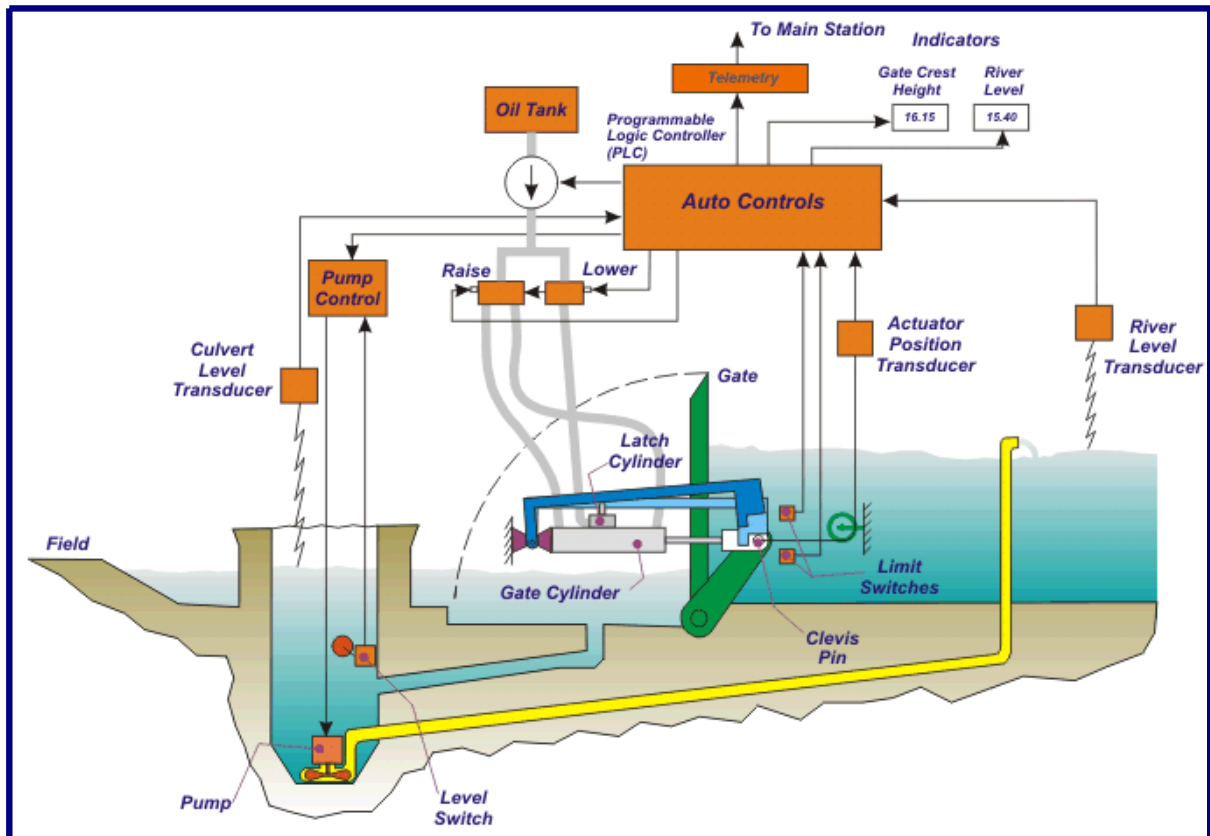 To Main Station
Indicators
Telemetry
Gate Crest
Height
River
Level
16.15
15.40
Oil Tank
Programmable
Logic Controller
(PLC)
Auto Controls
Raise
Lower
Pump
Control
Culvert
Level
Transducer
Actuator
Position
Transducer
River
Level
Transducer
Gate
Latch
Cylinder
Field
Gate Cylinder
Limit
Switches
Clevis
Pin
Pump
Level
Switch